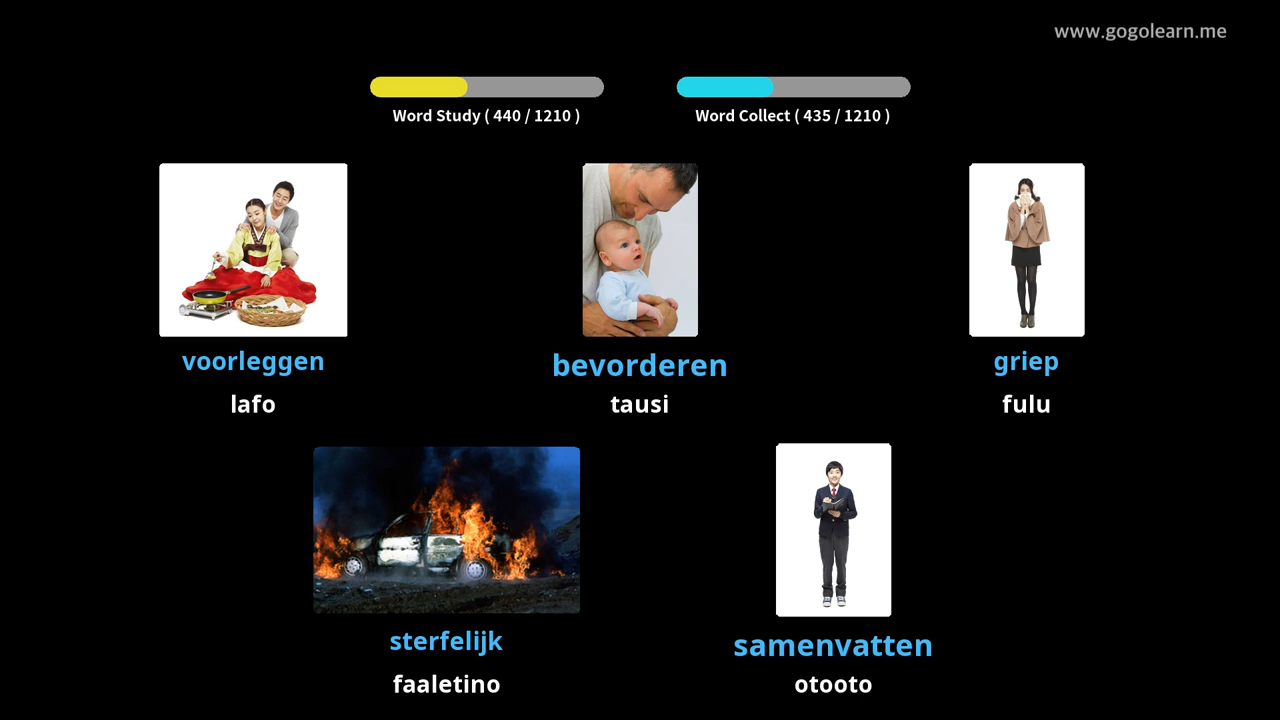 www.gogolearn.me
Word Study ( 440 / 1210 )
Word Collect ( 435 / 1210 )
voorleggen
lafo
bevorderen
tausi
griep
fulu
sterfelijk
faaletino
samenvatten
otooto